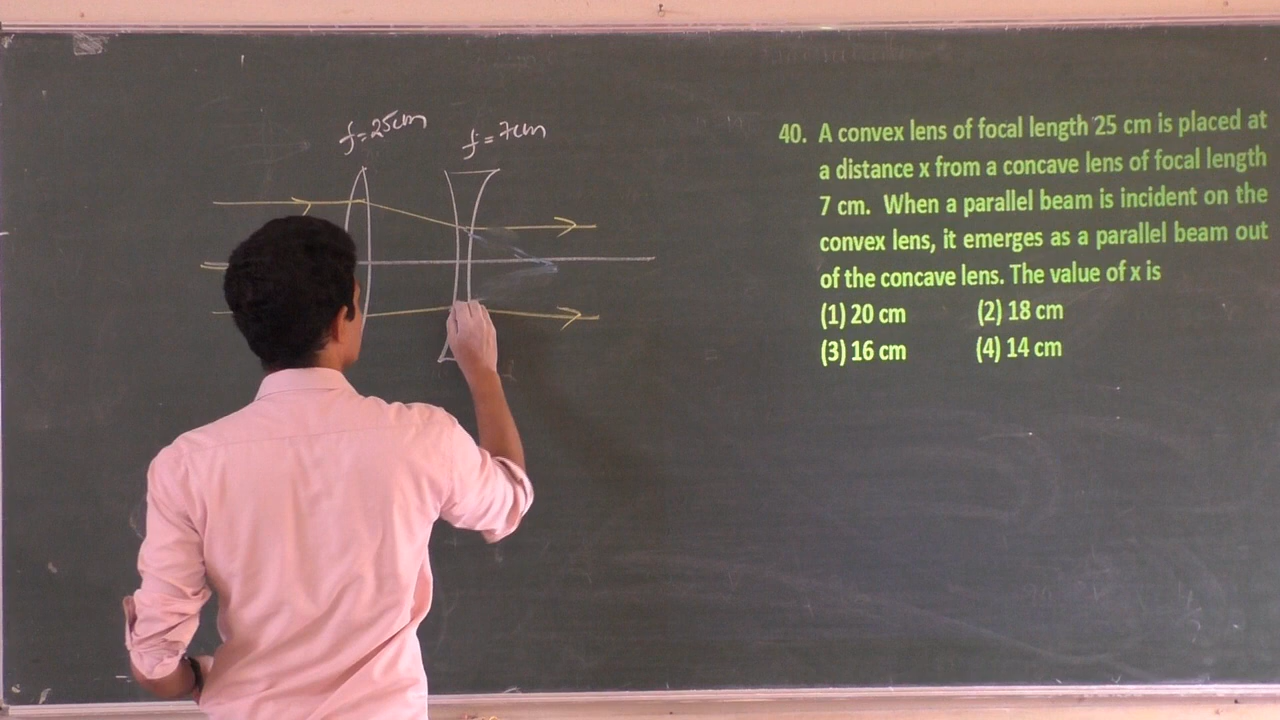 f=25cm
f=7cm
40. A convex lens of focal length 25 cm is placed at
a distance x from a concave lens of focal length
7 cm. When a parallel beam is incident on the
convex lens, it emerges as a parallel beam out
of the concave lens. The value of x is
(1) 20 cm (2) 18 cm
(3) 16 cm (4) 14 cm